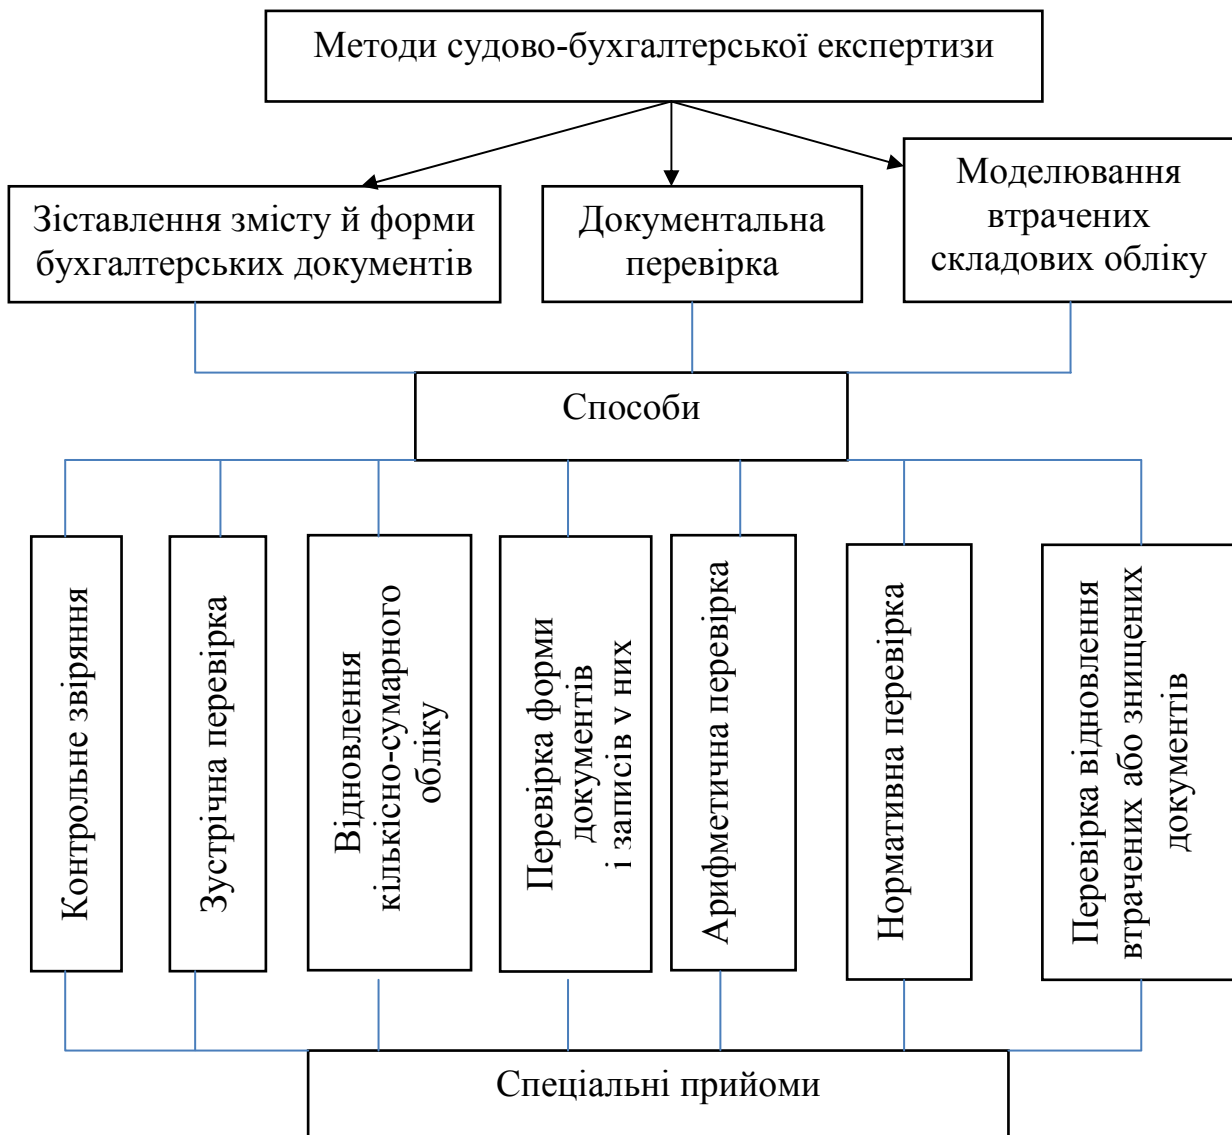 Методи судово-бухгалтерської експертизи
Зіставлення змісту й форми
бухгалтерських документів
Документальна
перевірка
Моделювання
втрачених
складових обліку
Способи
Контрольне звіряння
Зустрічна перевірка
Відновлення
кількісно-сумарного
обліку
Перевірка форми
документів
і записів у них
Арифметична перевірка
Нормативна перевірка
Перевірка відновлення
втрачених або знищених
документів
Спеціальні прийоми